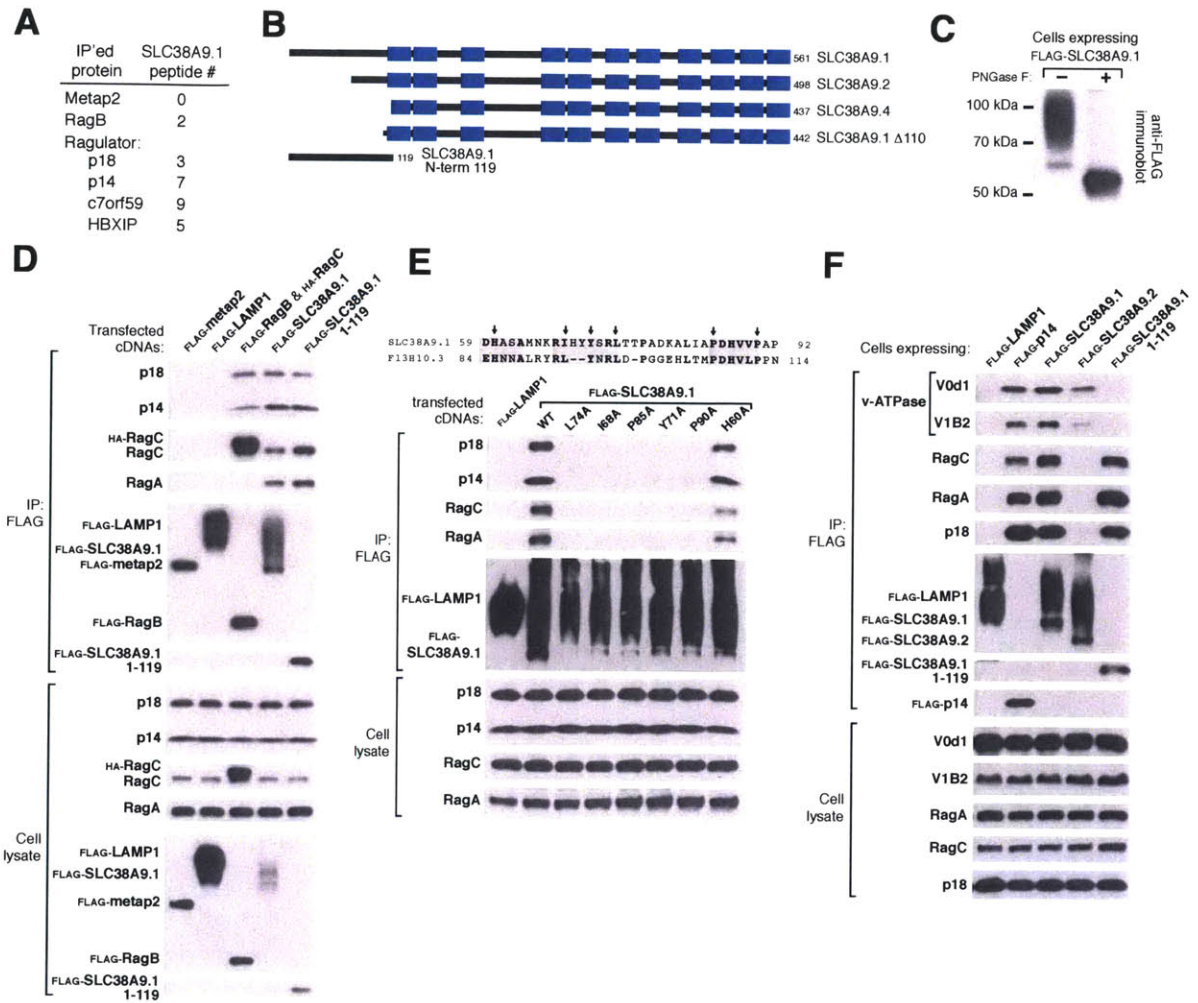 A
IP'ed protein SLC38A9.1 peptide #
Metap2 0
RagB 2
Ragulator:
p18 3
p14 7
c7orf59 9
HBXIP 5
B
561 SLC38A9.1
498 SLC38A9.2
437 SLC38A9.4
442 SLC38A9.1 Δ110
119 SLC38A9.1
N-term 119
C
Cells expressing
FLAG-SLC38A9.1
PNGase F: − +
100 kDa
70 kDa
50 kDa
anti-FLAG
immunoblot
D
Transfected
cDNAs:
FLAG-metap2
FLAG-LAMP1
FLAG-RagB & HA-RagC
FLAG-SLC38A9.1
FLAG-SLC38A9.1
1-119
IP:
FLAG
p18
p14
HA-RagC
RagC
RagA
FLAG-LAMP1
FLAG-SLC38A9.1
FLAG-metap2
FLAG-RagB
FLAG-SLC38A9.1
1-119
Cell
lysate
p18
p14
HA-RagC
RagC
RagA
FLAG-LAMP1
FLAG-SLC38A9.1
FLAG-metap2
FLAG-RagB
FLAG-SLC38A9.1
1-119
E
SLC38A9.1 59 DHASAMNKRIHYYSRLTTPADKALIAPDHVVPAP 92
F13H10.3 84 EHNNALRYRL--YNRLD-PGGEHLTMPDHVLPPN 114
transfected
cDNAs:
FLAG-LAMP1
FLAG-SLC38A9.1
WT
L74A
I68A
P85A
Y71A
P90A
H60A
IP:
FLAG
p18
p14
RagC
RagA
FLAG-LAMP1
FLAG-
SLC38A9.1
Cell
lysate
p18
p14
RagC
RagA
F
Cells expressing:
FLAG-LAMP1
FLAG-p14
FLAG-SLC38A9.1
FLAG-SLC38A9.2
FLAG-SLC38A9.1
1-119
IP:
FLAG
v-ATPase
V0d1
V1B2
RagC
RagA
p18
FLAG-LAMP1
FLAG-SLC38A9.1
FLAG-SLC38A9.2
FLAG-SLC38A9.1
1-119
FLAG-p14
Cell
lysate
V0d1
V1B2
RagA
RagC
p18